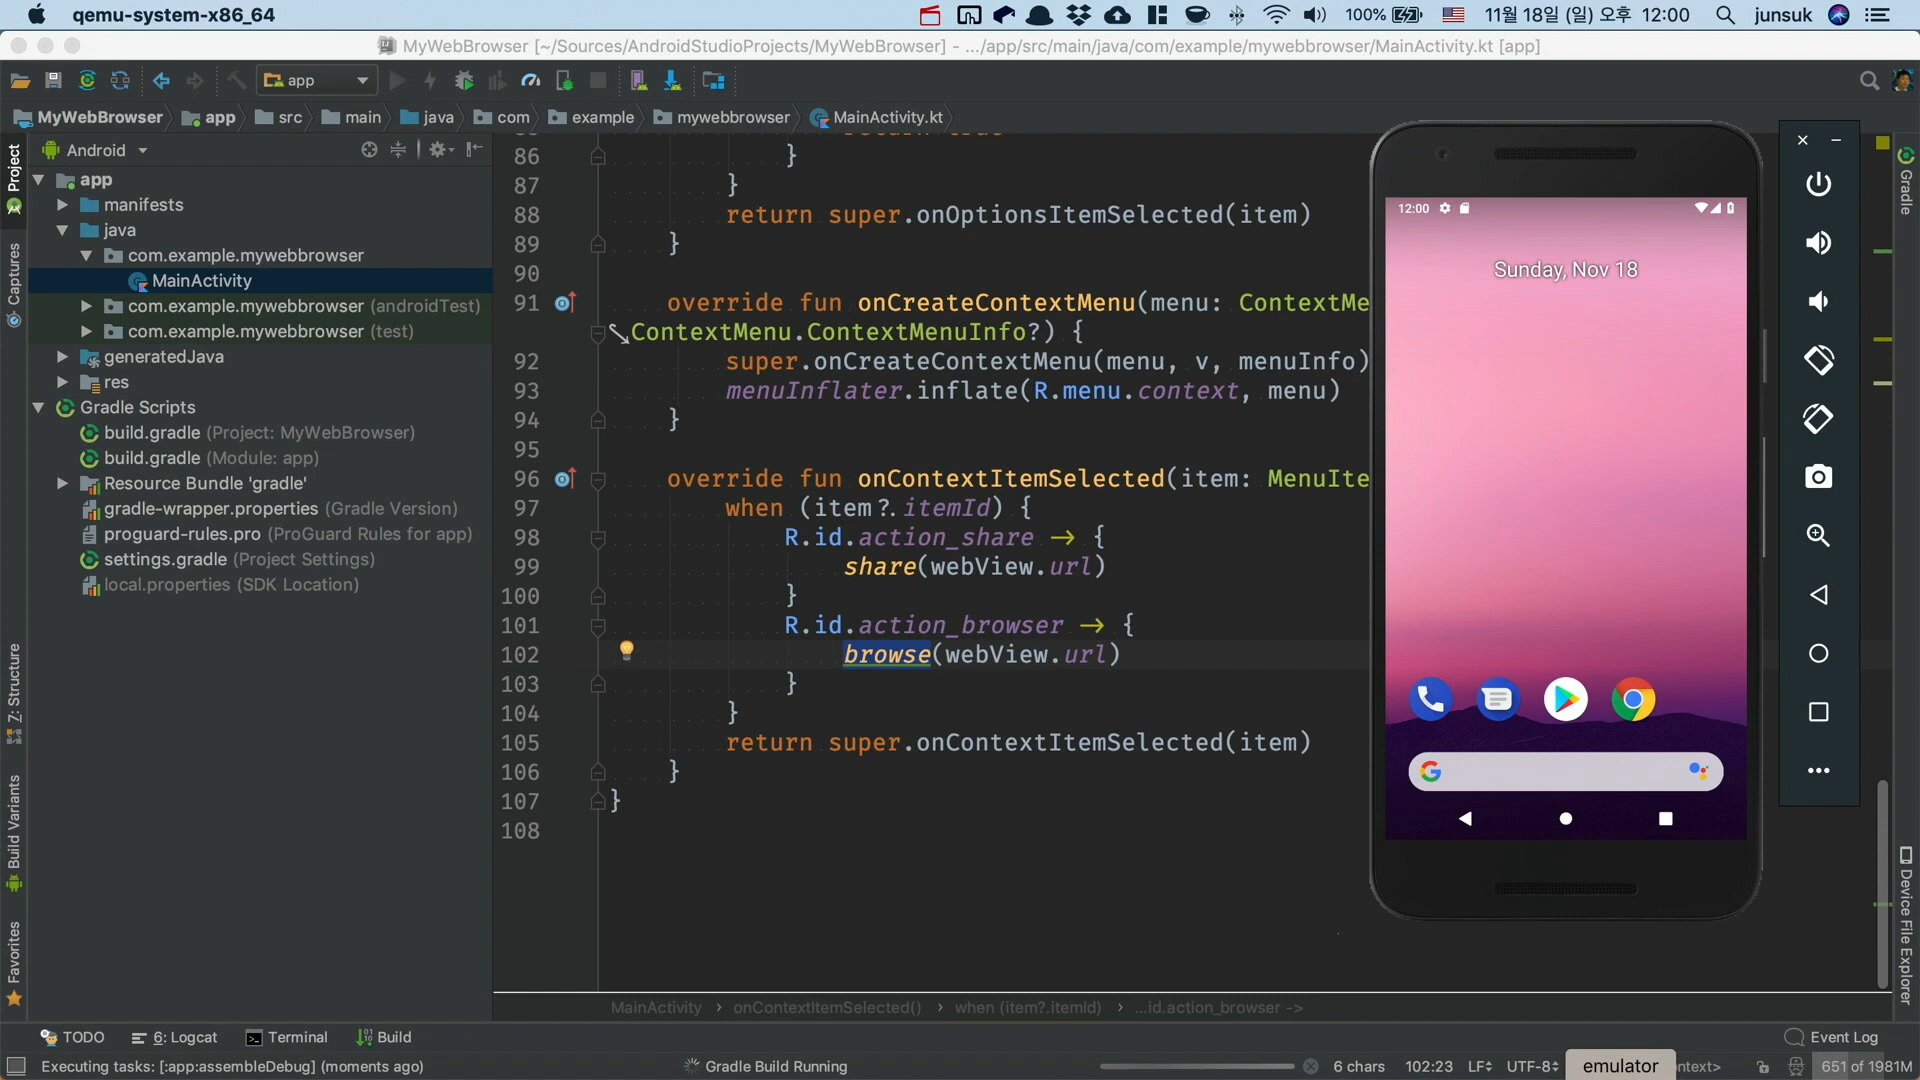 qemu-system-x86_64
100%
11월 18일 (일) 오후 12:00
junsuk
MyWebBrowser [~/Sources/AndroidStudioProjects/MyWebBrowser] - .../app/src/main/java/com/example/mywebbrowser/MainActivity.kt [app]
app
MyWebBrowser
app
src
main
java
com
example
mywebbrowser
MainActivity.kt
Project
Captures
7: Structure
Build Variants
Favorites
Android
app
manifests
java
com.example.mywebbrowser
MainActivity
com.example.mywebbrowser (androidTest)
com.example.mywebbrowser (test)
generatedJava
res
Gradle Scripts
build.gradle (Project: MyWebBrowser)
build.gradle (Module: app)
Resource Bundle 'gradle'
gradle-wrapper.properties (Gradle Version)
proguard-rules.pro (ProGuard Rules for app)
settings.gradle (Project Settings)
local.properties (SDK Location)
86 }
87 }
88 return super.onOptionsItemSelected(item)
89 }
90
91 override fun onCreateContextMenu(menu: ContextMe
ContextMenu.ContextMenuInfo?) {
92 super.onCreateContextMenu(menu, v, menuInfo)
93 menuInflater.inflate(R.menu.context, menu)
94 }
95
96 override fun onContextItemSelected(item: MenuIte
97 when (item?.itemId) {
98 R.id.action_share → {
99 share(webView.url)
100 }
101 R.id.action_browser → {
102 browse(webView.url)
103 }
104 }
105 return super.onContextItemSelected(item)
106 }
107 }
108
MainActivity › onContextItemSelected() › when (item?.itemId) › ...id.action_browser ->
12:00
Sunday, Nov 18
Gradle
Device File Explorer
TODO
6: Logcat
Terminal
Build
Event Log
Executing tasks: [:app:assembleDebug] (moments ago)
Gradle Build Running
6 chars
102:23
LF
UTF-8
emulator
ntext>
651 of 1981M